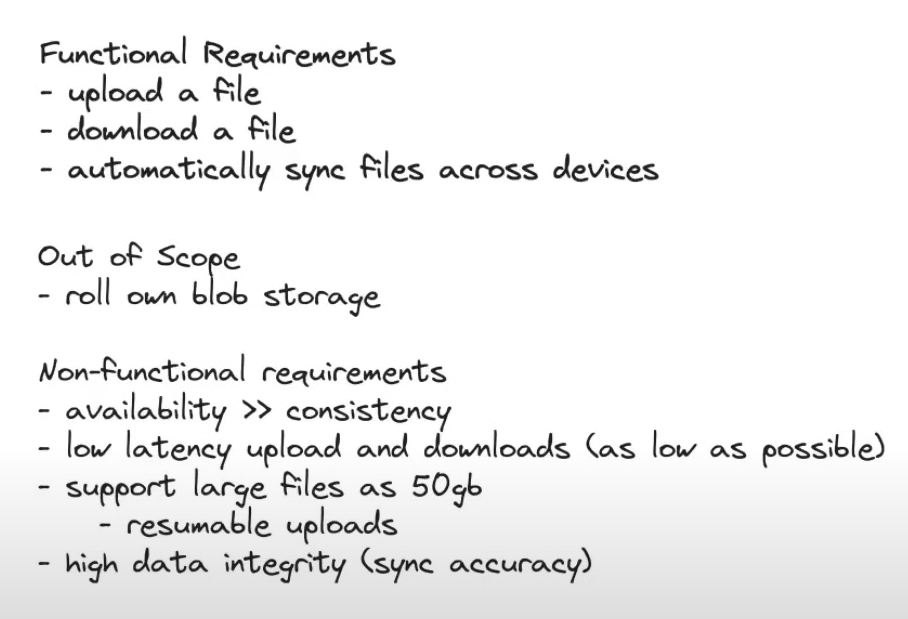 Functional Requirements
- upload a file
- download a file
- automatically sync files across devices
Out of Scope
- roll own blob storage
Non-functional requirements
- availability >> consistency
- low latency upload and downloads (as low as possible)
- support large files as 50gb
- resumable uploads
- high data integrity (sync accuracy)